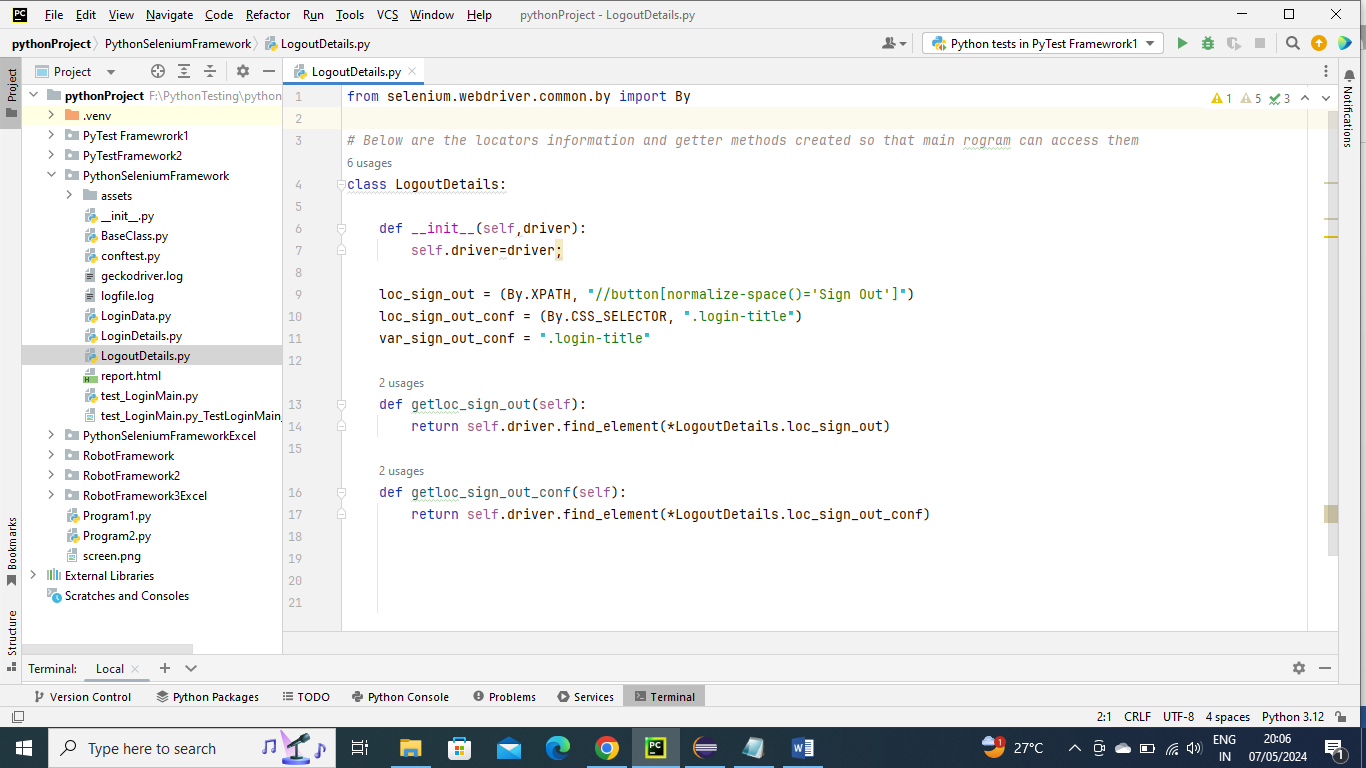 File Edit View Navigate Code Refactor Run Tools VCS Window Help pythonProject - LogoutDetails.py
pythonProject PythonSeleniumFramework LogoutDetails.py Python tests in PyTest Framewrork1
Project LogoutDetails.py
Project
Bookmarks
Structure
Notifications
pythonProject F:\PythonTesting\python
.venv
PyTest Framewrork1
PyTestFramework2
PythonSeleniumFramework
assets
__init__.py
BaseClass.py
conftest.py
geckodriver.log
logfile.log
LoginData.py
LoginDetails.py
LogoutDetails.py
report.html
test_LoginMain.py
test_LoginMain.py_TestLoginMain_
PythonSeleniumFrameworkExcel
RobotFramework
RobotFramework2
RobotFramework3Excel
Program1.py
Program2.py
screen.png
External Libraries
Scratches and Consoles
1 from selenium.webdriver.common.by import By
1 5 3
2
3 # Below are the locators information and getter methods created so that main rogram can access them
6 usages
4 class LogoutDetails:
5
6 def __init__(self,driver):
7 self.driver=driver;
8
9 loc_sign_out = (By.XPATH, "//button[normalize-space()='Sign Out']")
10 loc_sign_out_conf = (By.CSS_SELECTOR, ".login-title")
11 var_sign_out_conf = ".login-title"
12
2 usages
13 def getloc_sign_out(self):
14 return self.driver.find_element(*LogoutDetails.loc_sign_out)
15
2 usages
16 def getloc_sign_out_conf(self):
17 return self.driver.find_element(*LogoutDetails.loc_sign_out_conf)
18
19
20
21
Terminal: Local
Version Control Python Packages TODO Python Console Problems Services Terminal
2:1 CRLF UTF-8 4 spaces Python 3.12
Type here to search
27°C
ENG
IN
20:06
07/05/2024
1